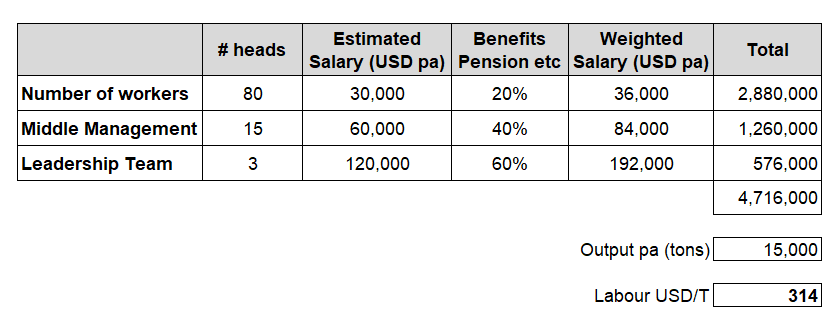 # heads Estimated Salary (USD pa) Benefits Pension etc Weighted Salary (USD pa) Total
Number of workers 80 30,000 20% 36,000 2,880,000
Middle Management 15 60,000 40% 84,000 1,260,000
Leadership Team 3 120,000 60% 192,000 576,000
4,716,000
Output pa (tons) 15,000
Labour USD/T 314